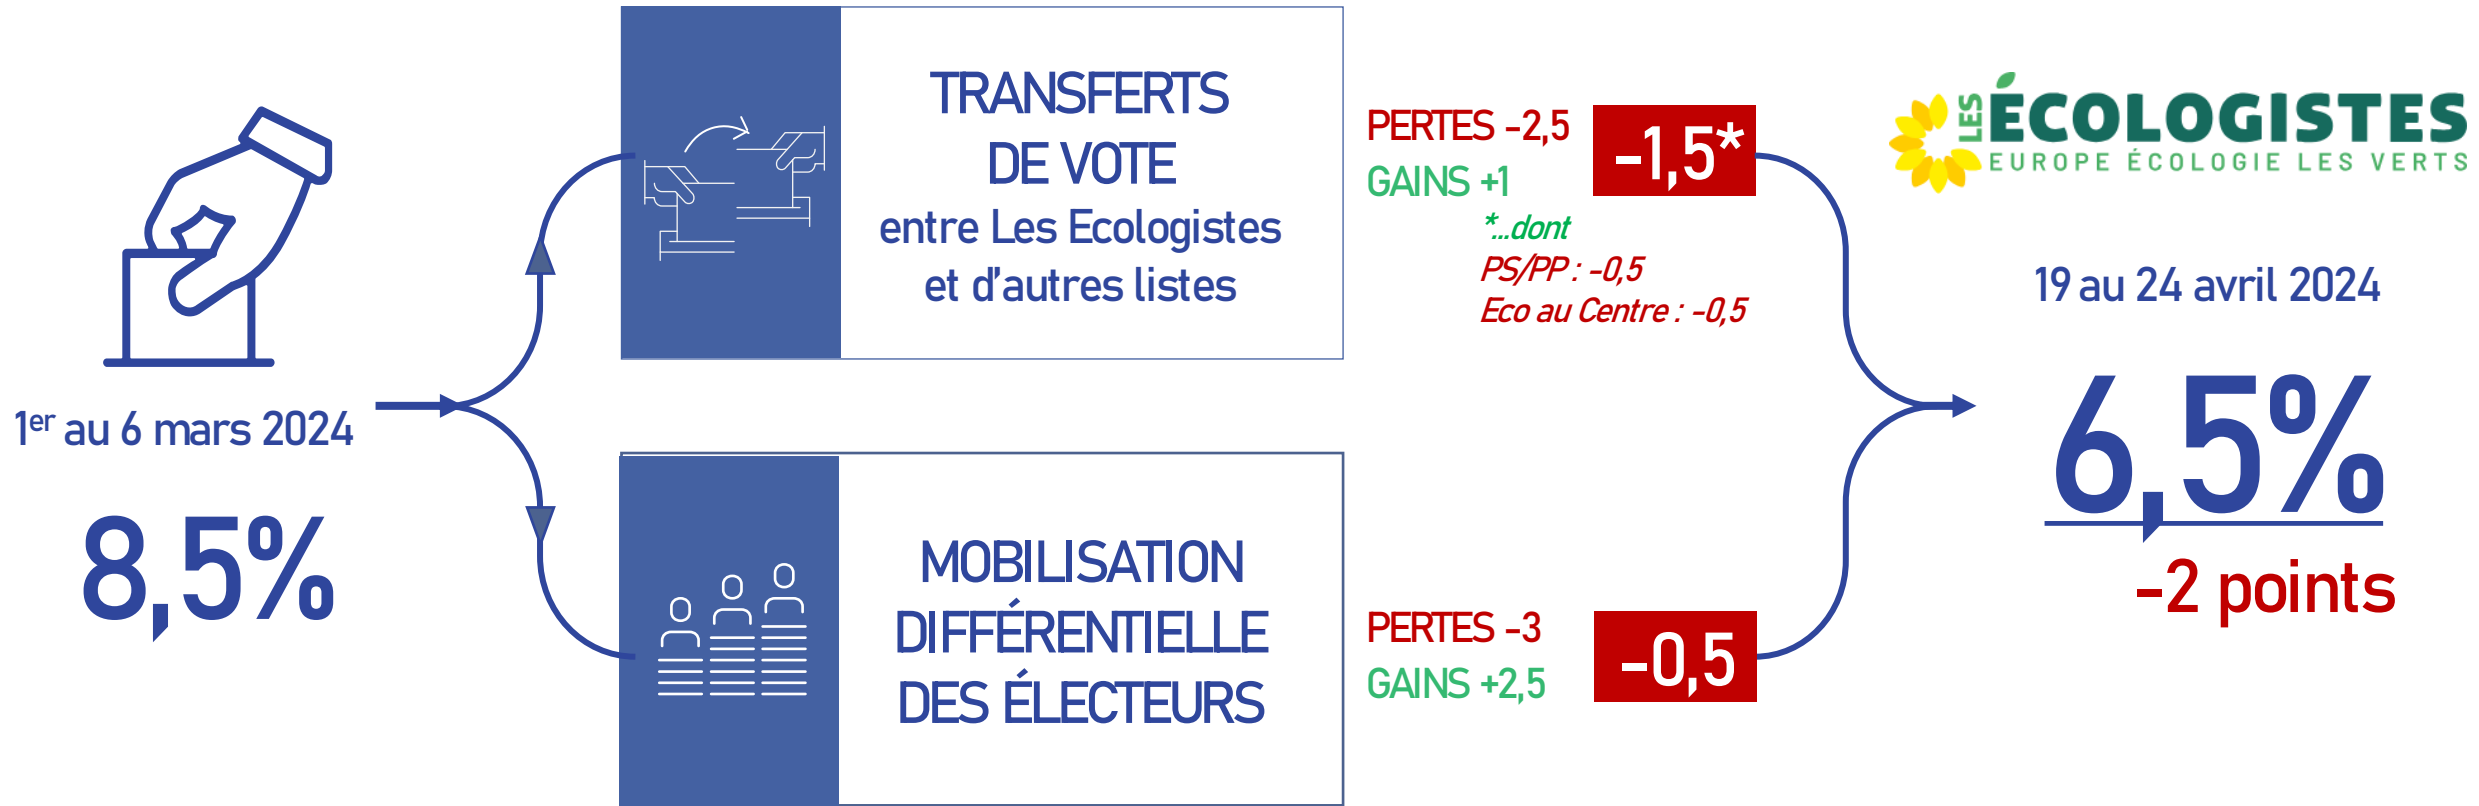 1er au 6 mars 2024
8,5%
TRANSFERTS
DE VOTE
entre Les Ecologistes
et d'autres listes
PERTES -2,5
GAINS +1
-1,5*
*...dont
PS/PP : -0,5
Eco au Centre : -0,5
MOBILISATION
DIFFÉRENTIELLE
DES ÉLECTEURS
PERTES -3
GAINS +2,5
-0,5
LES ÉCOLOGISTES
EUROPE ÉCOLOGIE LES VERTS
19 au 24 avril 2024
6,5%
-2 points